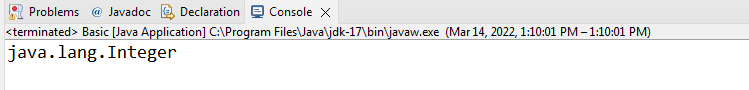 Problems @ Javadoc Declaration Console
<terminated> Basic [Java Application] C:\Program Files\Java\jdk-17\bin\javaw.exe (Mar 14, 2022, 1:10:01 PM – 1:10:01 PM)
java.lang.Integer